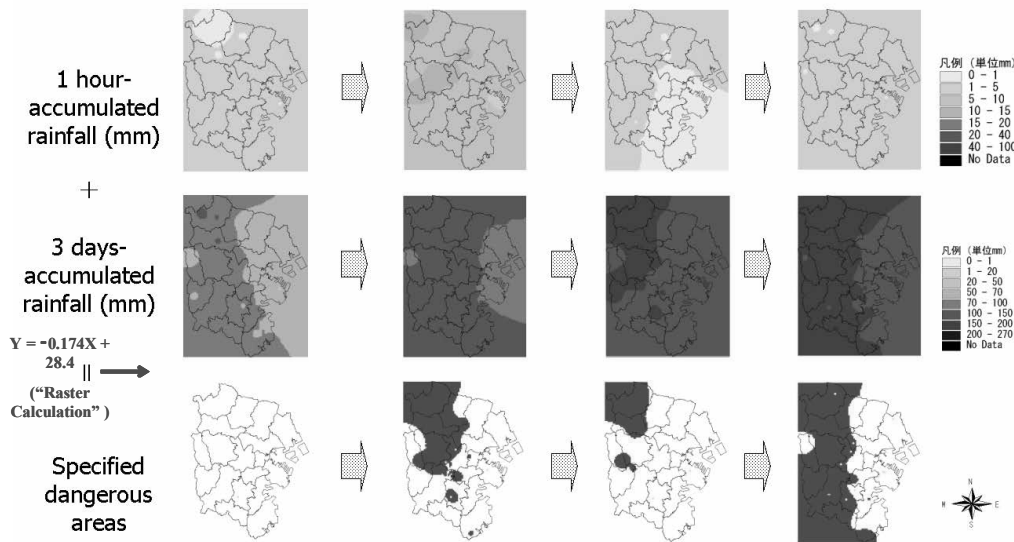 1 hour-
accumulated
rainfall (mm)
凡例 (単位mm)
0 - 1
1 - 5
5 - 10
10 - 15
15 - 20
20 - 40
40 - 100
No Data
+
3 days-
accumulated
rainfall (mm)
凡例 (単位mm)
0 - 1
1 - 20
20 - 50
50 - 70
70 - 100
100 - 150
150 - 200
200 - 270
No Data
Y = -0.174X +
28.4
||
("Raster
Calculation" )
Specified
dangerous
areas
N
W E
S